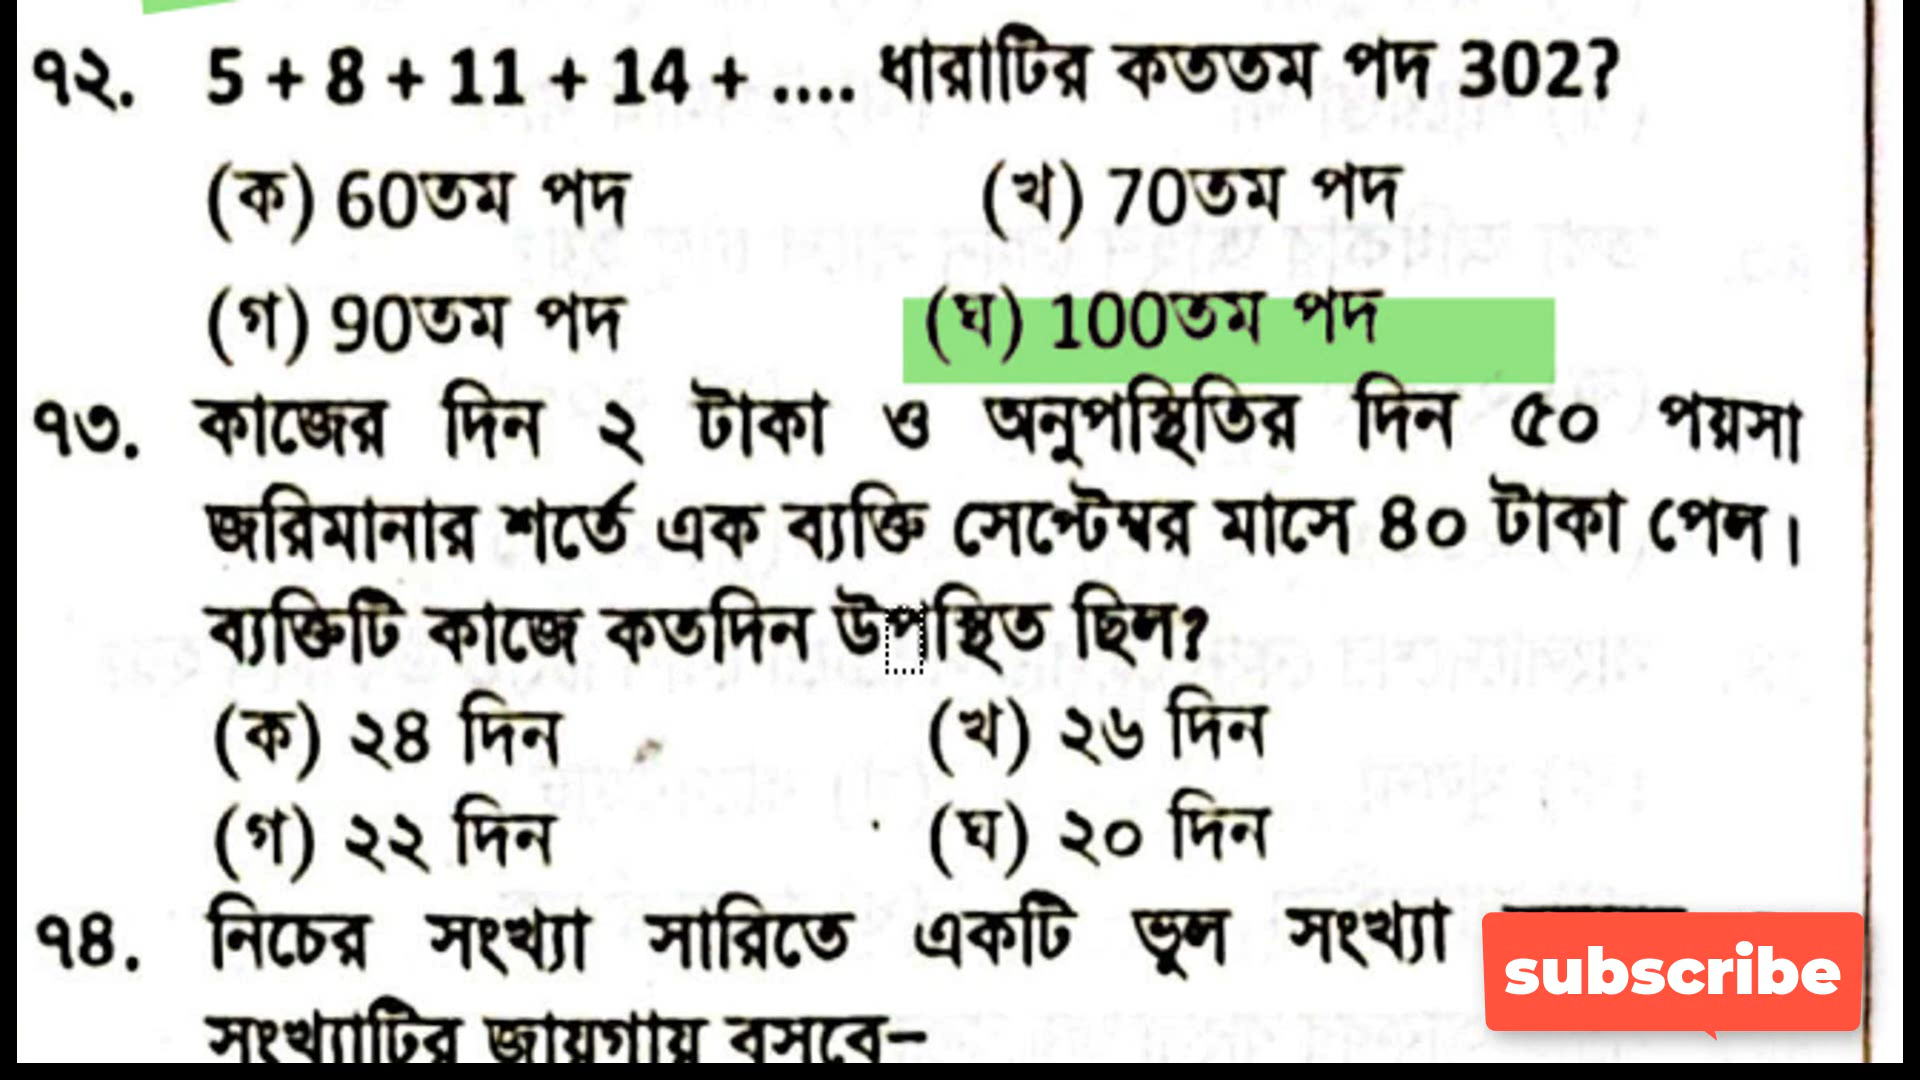 ৭২. 5 + 8 + 11 + 14 + .... ধারাটির কততম পদ 302?
(ক) 60তম পদ (খ) 70তম পদ
(গ) 90তম পদ (ঘ) 100তম পদ
৭৩. কাজের দিন ২ টাকা ও অনুপস্থিতির দিন ৫০ পয়সা
জরিমানার শর্তে এক ব্যক্তি সেপ্টেম্বর মাসে ৪০ টাকা পেল।
ব্যক্তিটি কাজে কতদিন উপস্থিত ছিল?
(ক) ২৪ দিন (খ) ২৬ দিন
(গ) ২২ দিন (ঘ) ২০ দিন
৭৪. নিচের সংখ্যা সারিতে একটি ভুল সংখ্যা
subscribe
সংখ্যাটির জায়গায় বসবে–